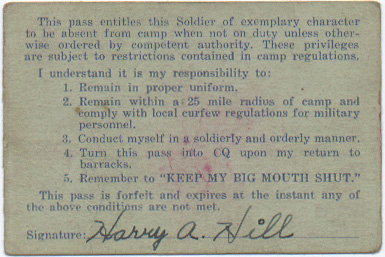 This pass entitles this Soldier of exemplary character
to be absent from camp when not on duty unless other-
wise ordered by competent authority. These privileges
are subject to restrictions contained in camp regulations.
I understand it is my responsibility to:
1. Remain in proper uniform.
2. Remain within a 25 mile radius of camp and
comply with local curfew regulations for military
personnel.
3. Conduct myself in a soldierly and orderly manner.
4. Turn this pass into CQ upon my return to
barracks.
5. Remember to "KEEP MY BIG MOUTH SHUT."
This pass is forfeit and expires at the instant any of
the above conditions are not met.
Signature: Harry A. Hill